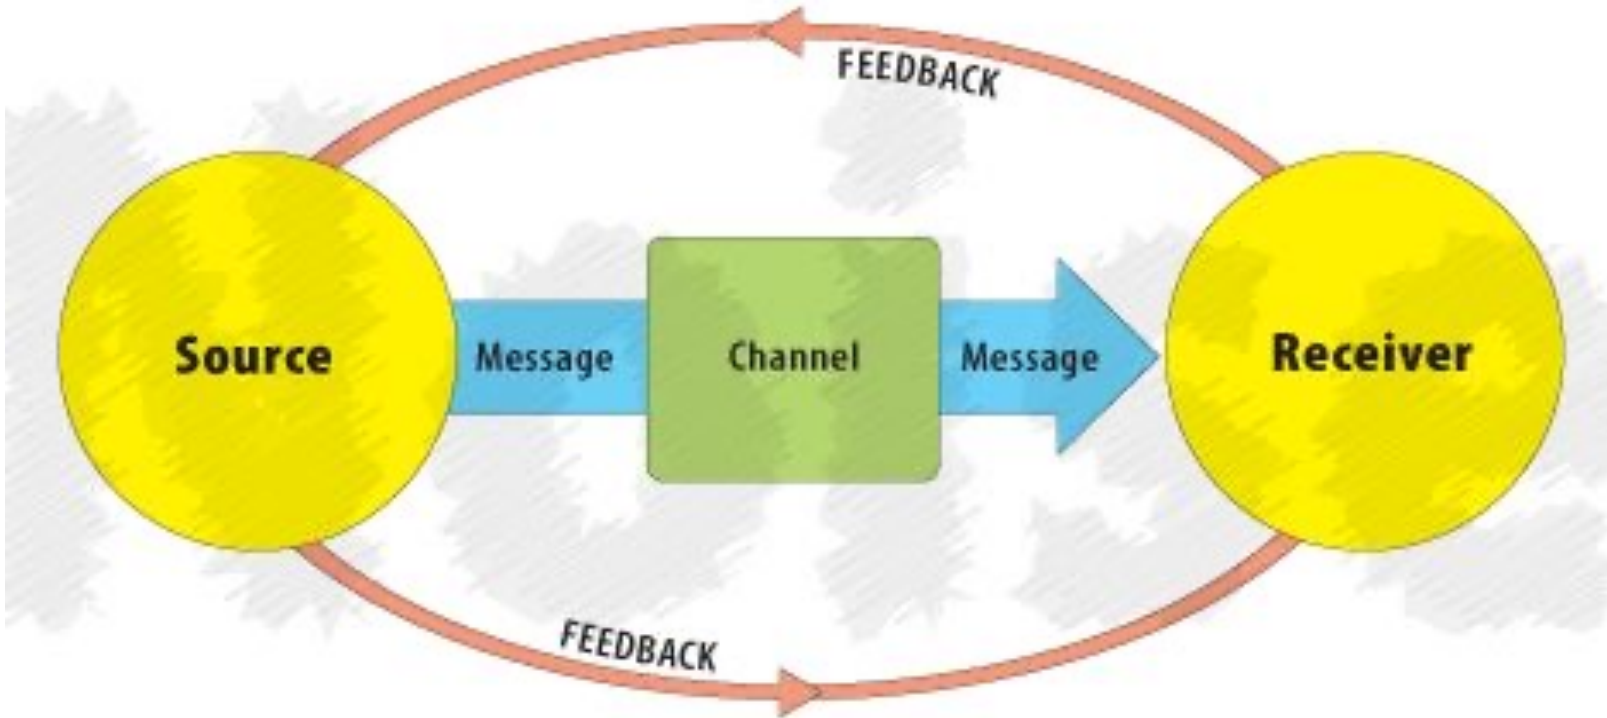 FEEDBACK
Source
Message
Channel
Message
Receiver
FEEDBACK